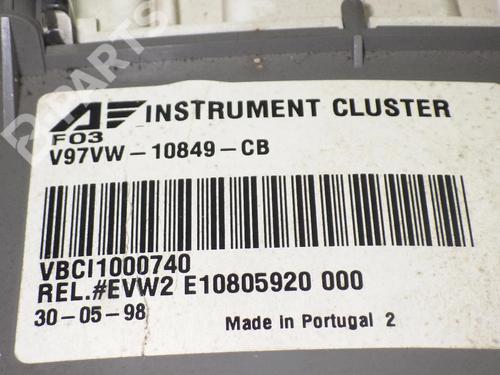 INSTRUMENT CLUSTER
F03
V97VW-10849-CB
VBCI1000740
REL.#EVW2 E10805920 000
30-05-98
Made in Portugal 2